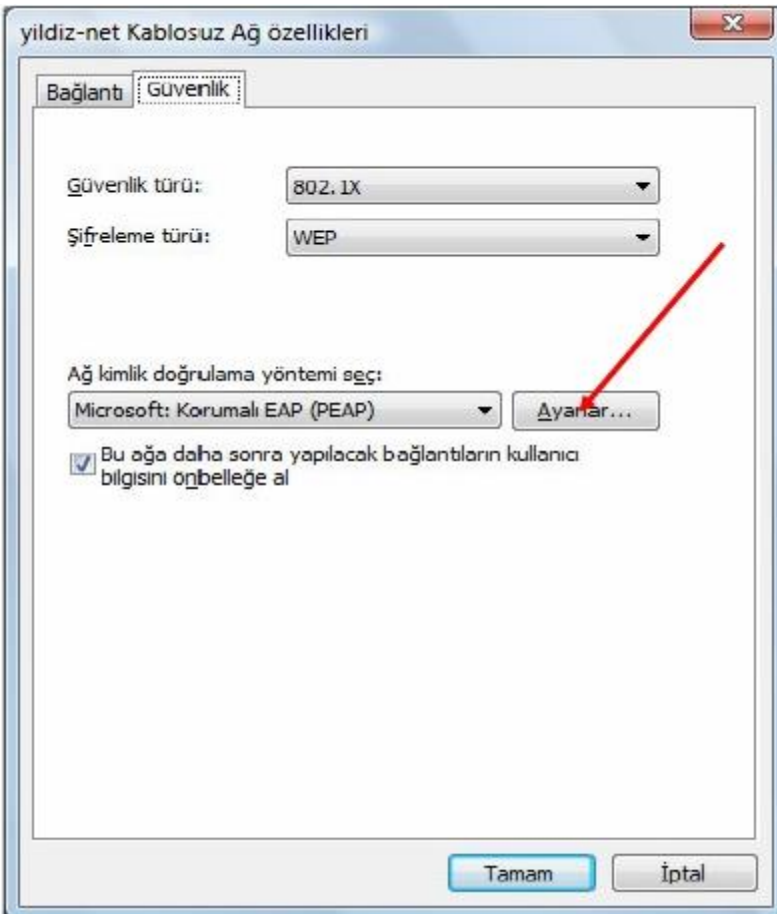 yildiz-net Kablosuz Ağ özellikleri
Bağlantı Güvenlik
Güvenlik türü: 802.1X
Şifreleme türü: WEP
Ağ kimlik doğrulama yöntemi seç:
Microsoft: Korumalı EAP (PEAP) Ayarlar...
Bu ağa daha sonra yapılacak bağlantıların kullanıcı
bilgisini önbelleğe al
Tamam İptal